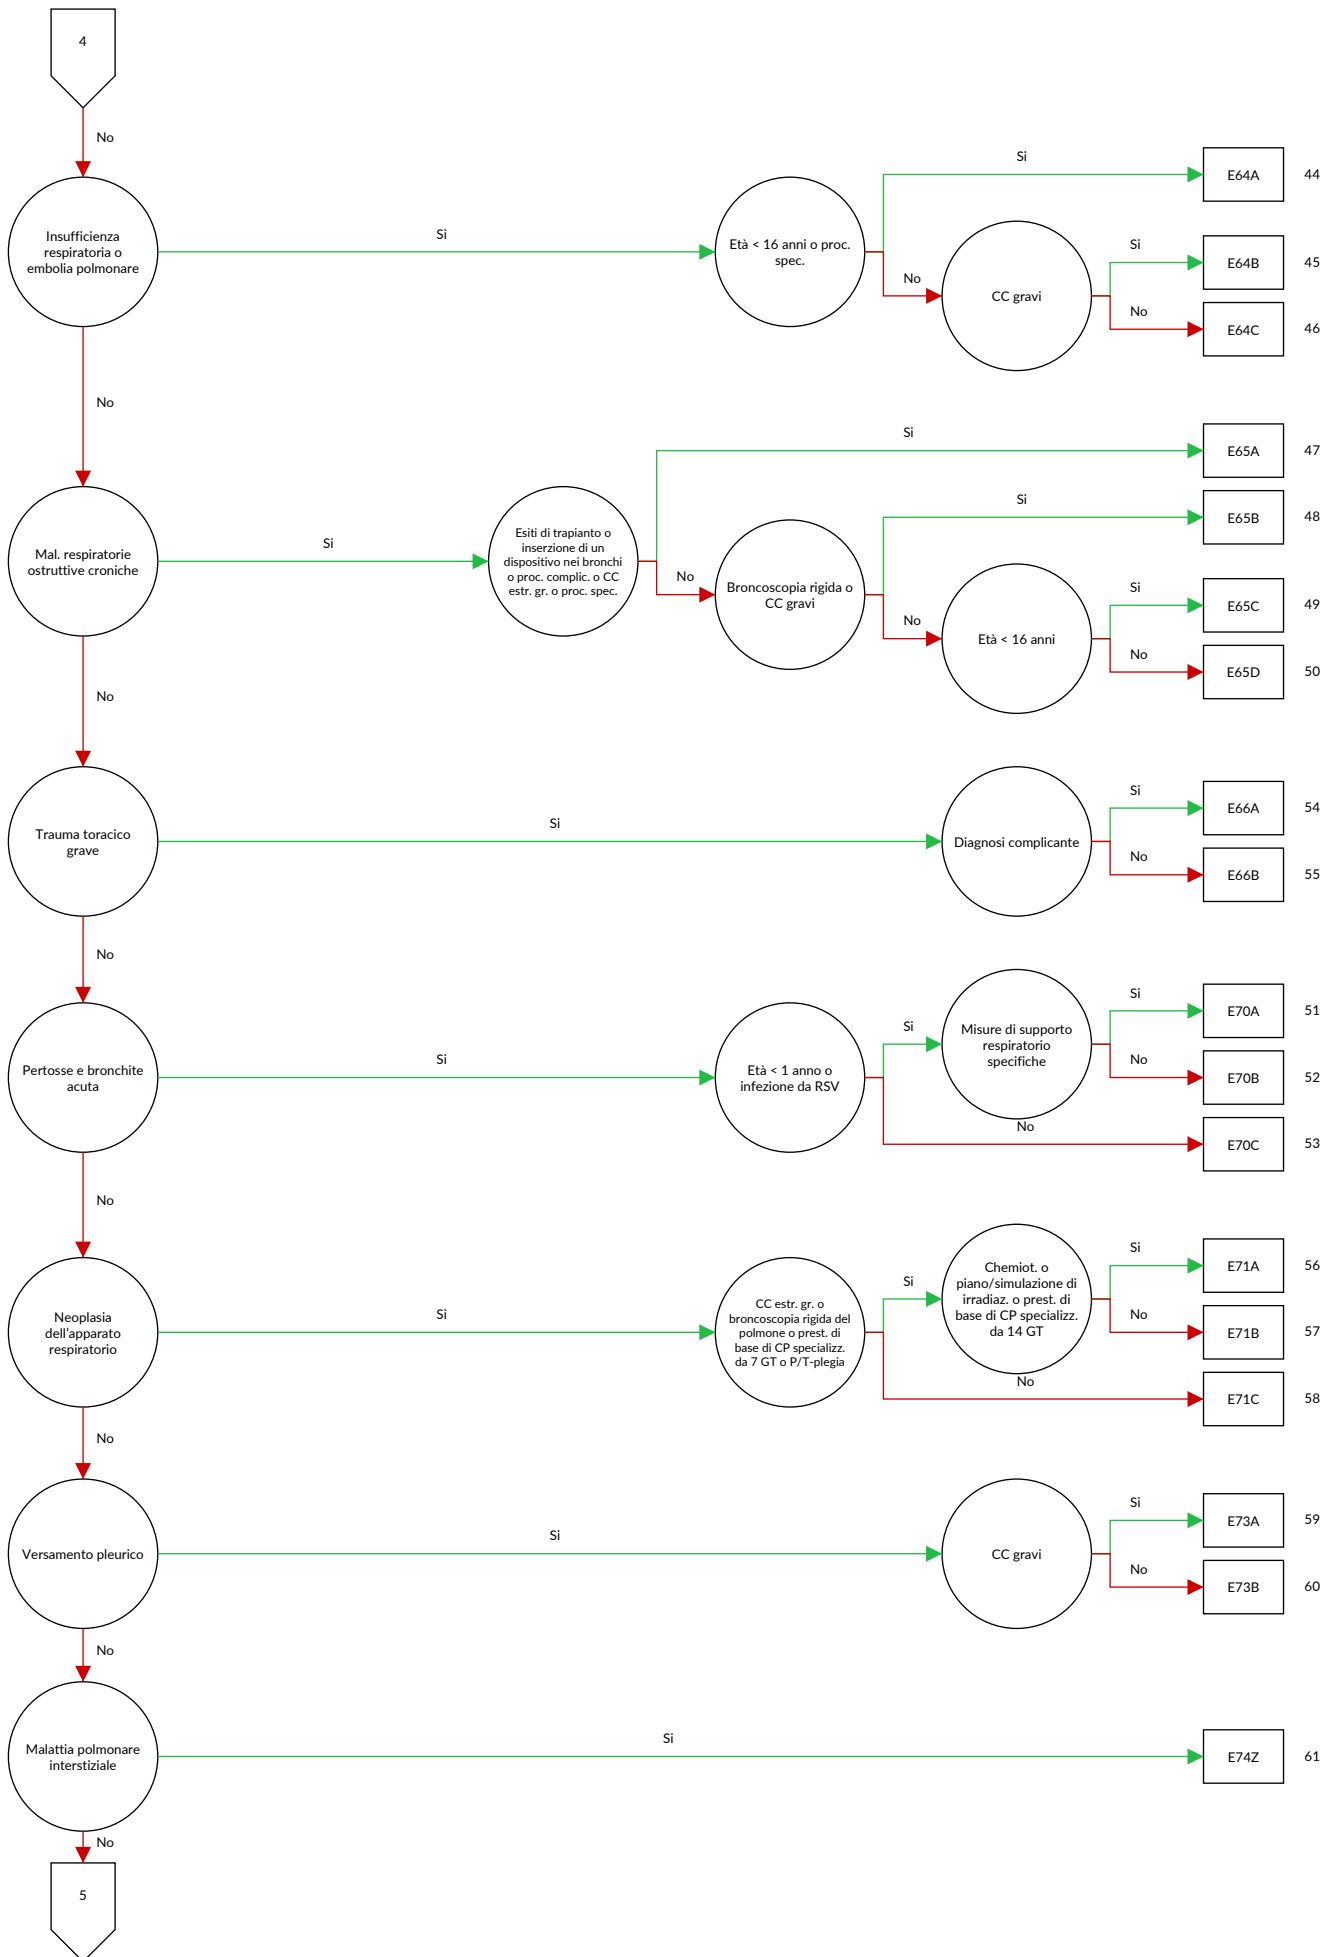 4
No
Insufficienza
respiratoria o
embolia polmonare
Si
Età < 16 anni o proc.
spec.
Si
E64A
44
No
CC gravi
Si
E64B
45
No
E64C
46
No
Mal. respiratorie
ostruttive croniche
Si
Esiti di trapianto o
inserzione di un
dispositivo nei bronchi
o proc. complic. o CC
estr. gr. o proc. spec.
Si
E65A
47
No
Broncoscopia rigida o
CC gravi
Si
E65B
48
No
Età < 16 anni
Si
E65C
49
No
E65D
50
No
Trauma toracico
grave
Si
Diagnosi complicante
Si
E66A
54
No
E66B
55
No
Pertosse e bronchite
acuta
Si
Età < 1 anno o
infezione da RSV
Si
Misure di supporto
respiratorio
specifiche
Si
E70A
51
No
E70B
52
No
E70C
53
No
Neoplasia
dell'apparato
respiratorio
Si
CC estr. gr. o
broncoscopia rigida del
polmone o prest. di
base di CP specializz.
da 7 GT o P/T-plegia
Si
Chemiot. o
piano/simulazione di
irradiaz. o prest. di
base di CP specializz.
da 14 GT
Si
E71A
56
No
E71B
57
No
E71C
58
No
Versamento pleurico
Si
CC gravi
Si
E73A
59
No
E73B
60
No
Malattia polmonare
interstiziale
Si
E74Z
61
No
5